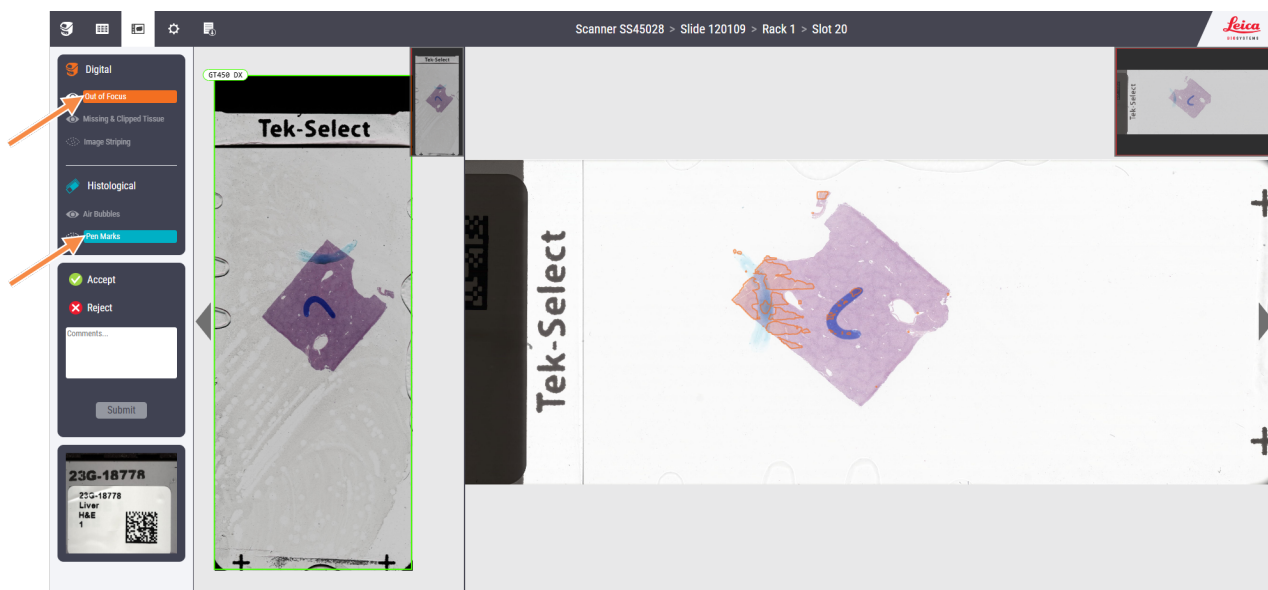 Scanner SS45028 > Slide 120109 > Rack 1 > Slot 20
Leica
BIOSYSTEMS
Digital
Out of Focus
Missing & Clipped Tissue
Image Striping
Histological
Air Bubbles
Pen Marks
Accept
Reject
Comments...
Submit
23G-18778
23G-18778
Liver
H&E
1
GT450 DX
Tek-Select
Tek-Select
Tek-Select
Tek-Select